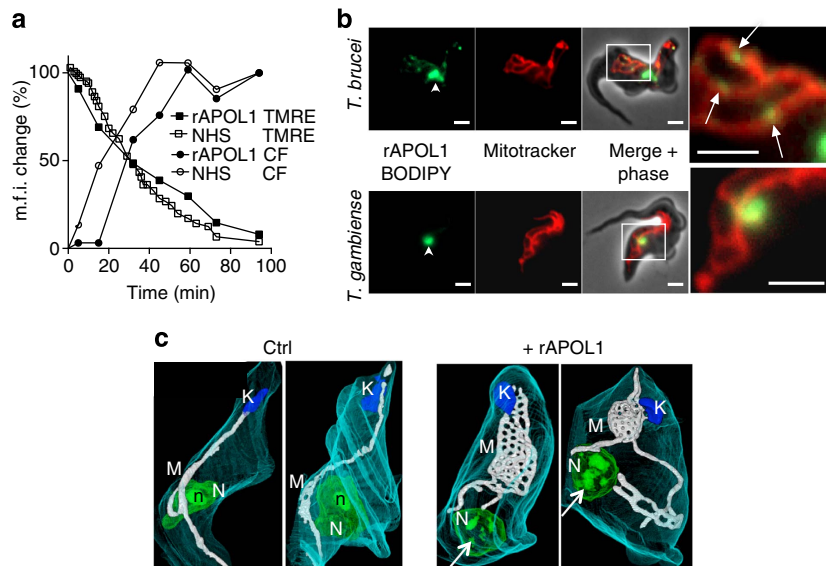 a
m.f.i. change (%)
100
50
0
0 20 40 60 80 100
Time (min)
rAPOL1 TMRE
NHS TMRE
rAPOL1 CF
NHS CF
b
T. brucei
rAPOL1
BODIPY
Mitotracker
Merge +
phase
T. gambiense
c
Ctrl
+ rAPOL1
K
M
n
N
K
M
n
N
K
M
N
K
M
N